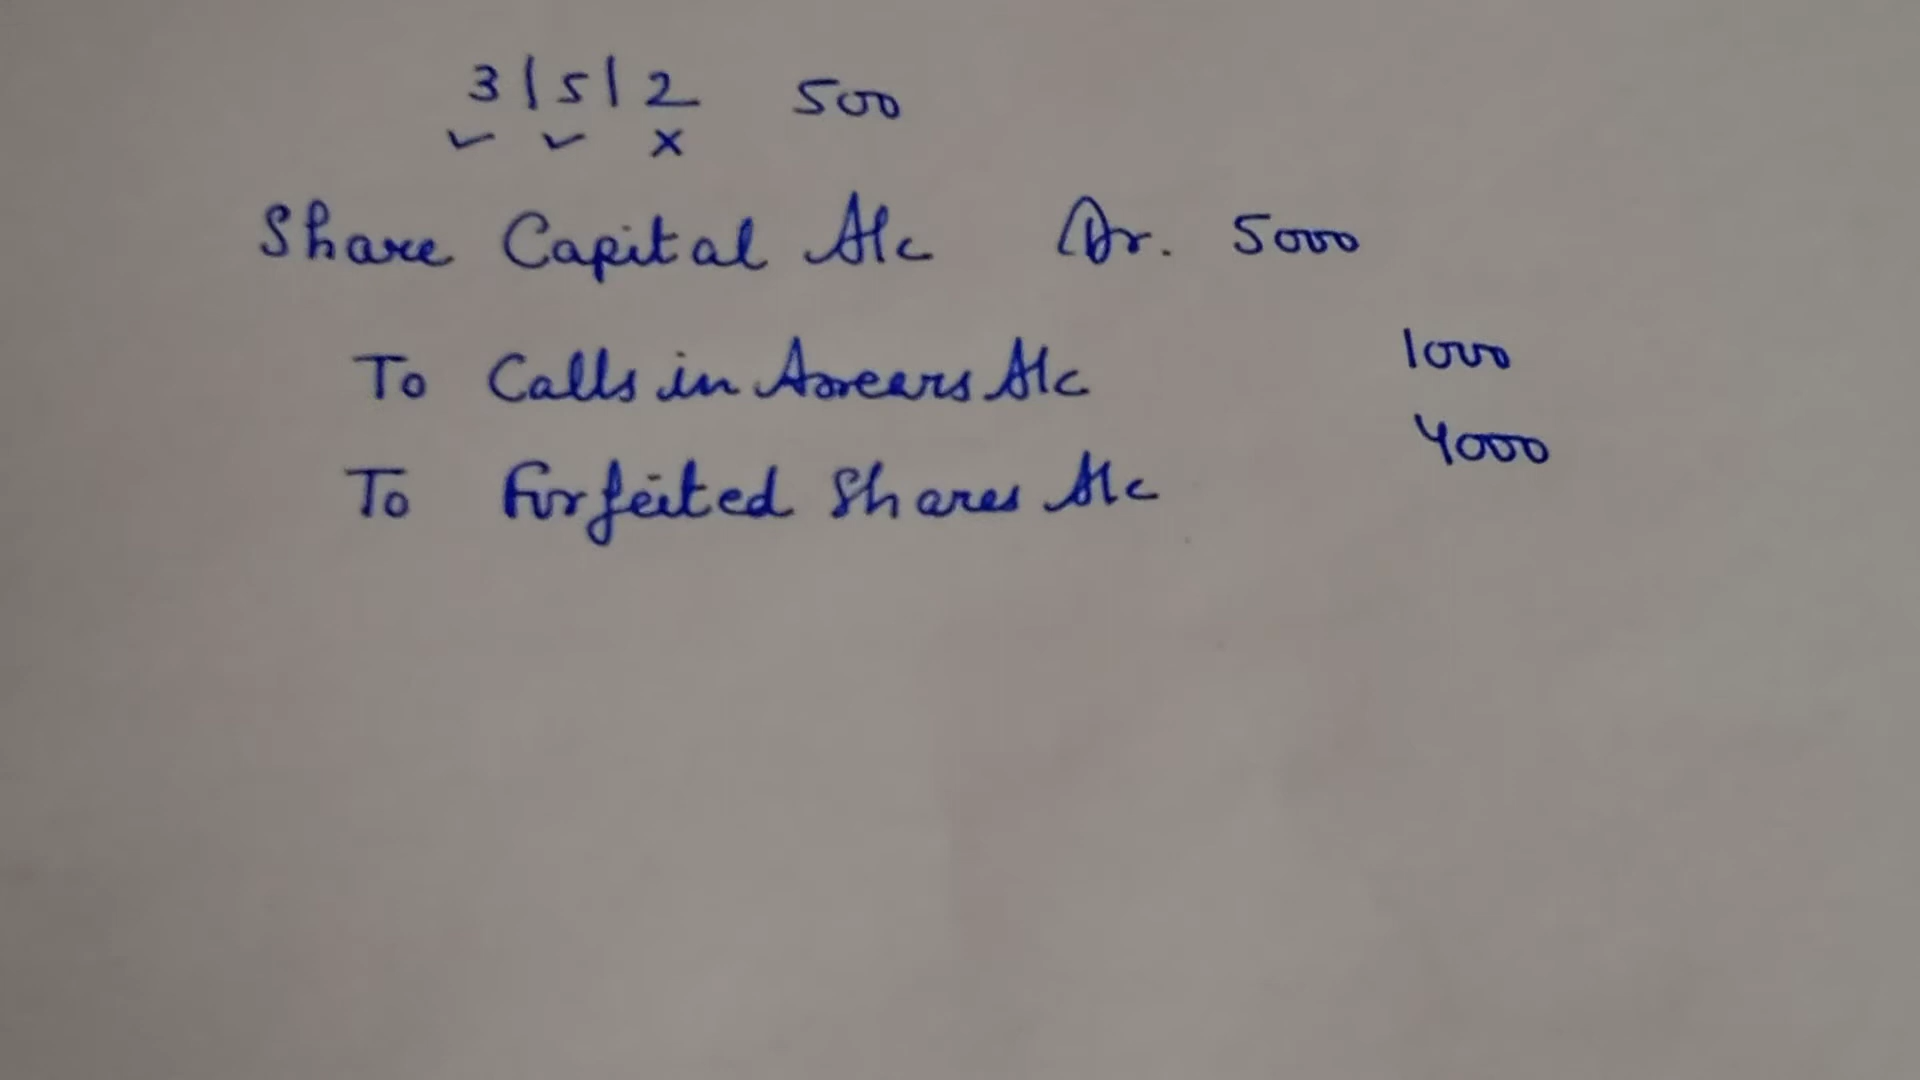 3 | 5 | 2 500
✓ ✓ x
Share Capital A/c Dr. 5000
To Calls in Arrears A/c 1000
To Forfeited Shares A/c 4000